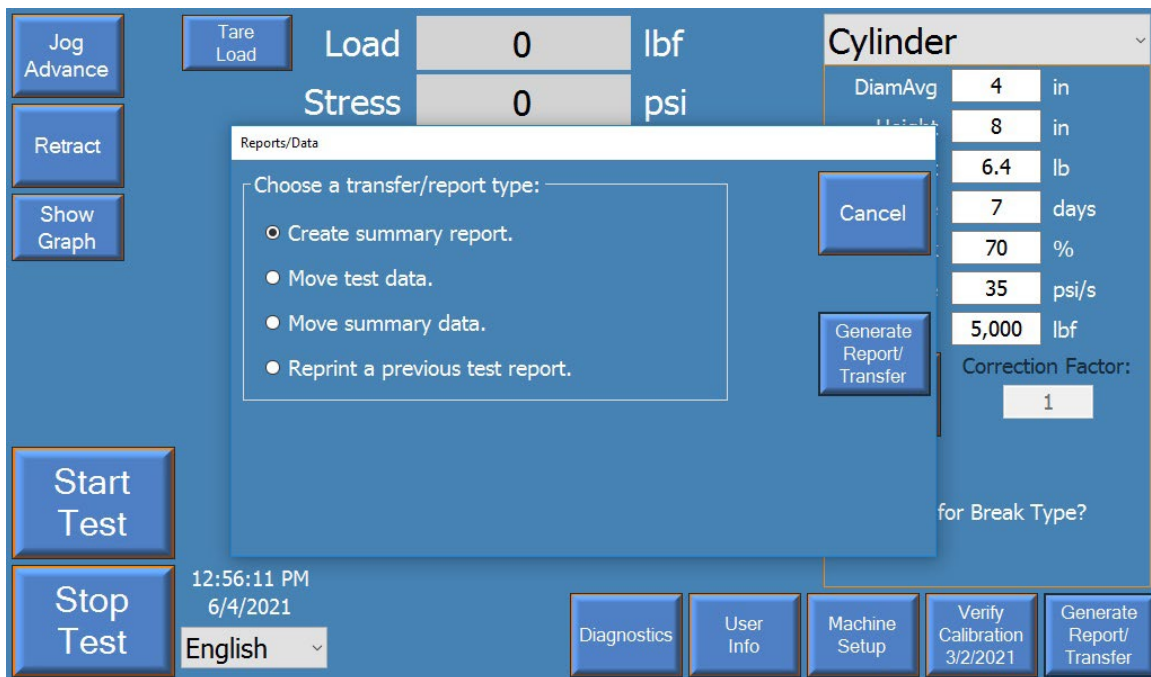 Jog
Advance
Tare
Load
Load
0
lbf
Cylinder
Stress
0
psi
DiamAvg
4
in
8
in
Retract
Reports/Data
6.4
lb
Choose a transfer/report type:
Cancel
7
days
Show
Graph
Create summary report.
70
%
Move test data.
35
psi/s
Move summary data.
Generate
Report/
Transfer
5,000
lbf
Reprint a previous test report.
Correction Factor:
1
Start
Test
for Break Type?
Stop
Test
12:56:11 PM
6/4/2021
English
Diagnostics
User
Info
Machine
Setup
Verify
Calibration
3/2/2021
Generate
Report/
Transfer